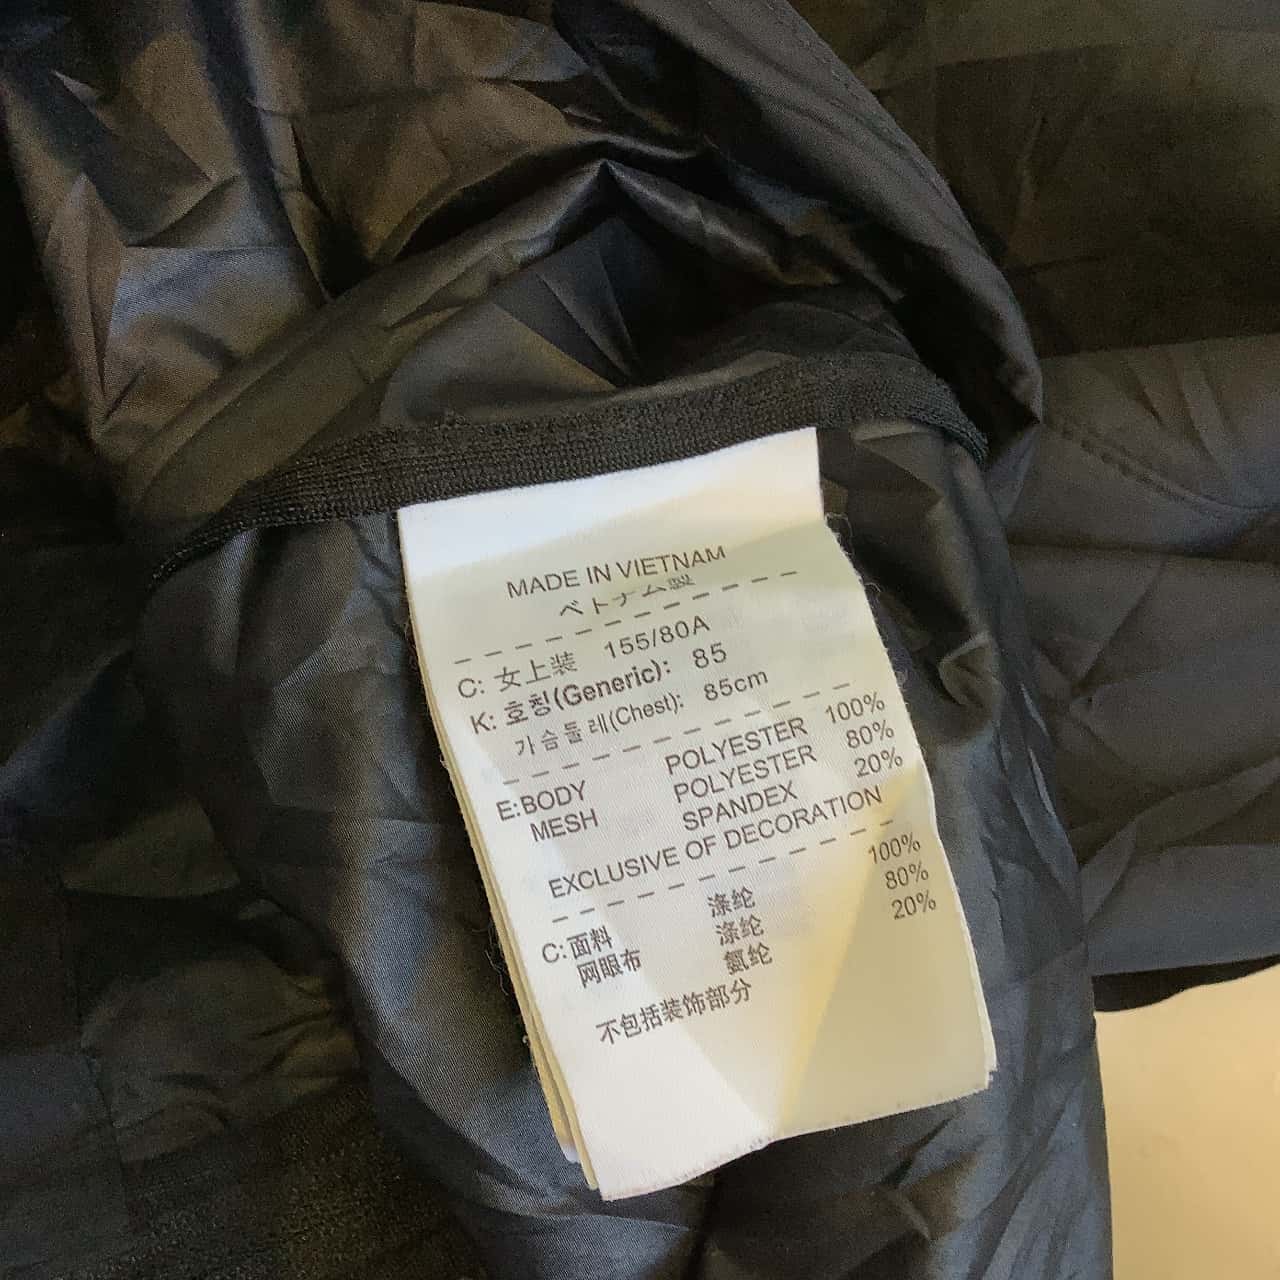 MADE IN VIETNAM
ベトナム製
C: 女上装 155/80A
K: 호칭(Generic): 85
가슴둘레(Chest): 85cm
E: BODY POLYESTER 100%
MESH POLYESTER 80%
SPANDEX 20%
EXCLUSIVE OF DECORATION
C: 面料 涤纶 100%
网眼布 涤纶 80%
氨纶 20%
不包括装饰部分